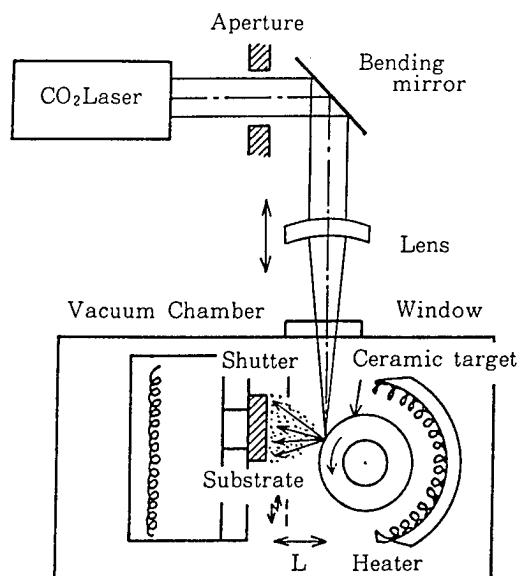 Aperture
CO₂Laser
Bending
mirror
Lens
Vacuum Chamber
Window
Shutter
Ceramic target
Substrate
L
Heater